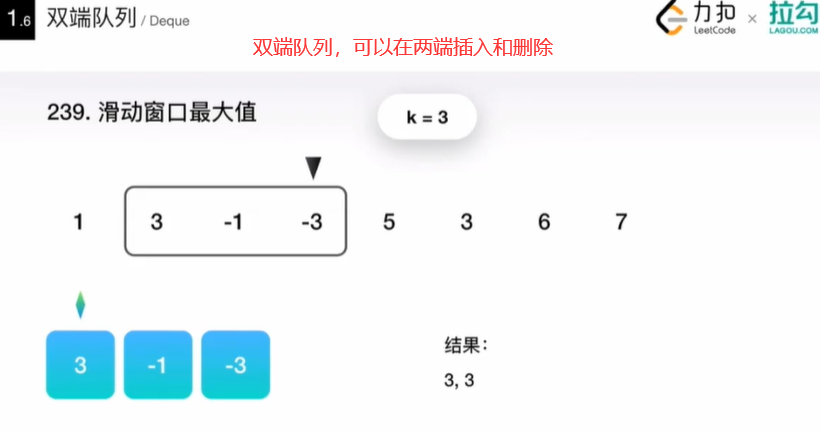 1.6 双端队列 / Deque
力扣 LeetCode × 拉勾 LAGOU.COM
双端队列，可以在两端插入和删除
239. 滑动窗口最大值
k = 3
1 3 -1 -3 5 3 6 7
3 -1 -3
结果：
3, 3